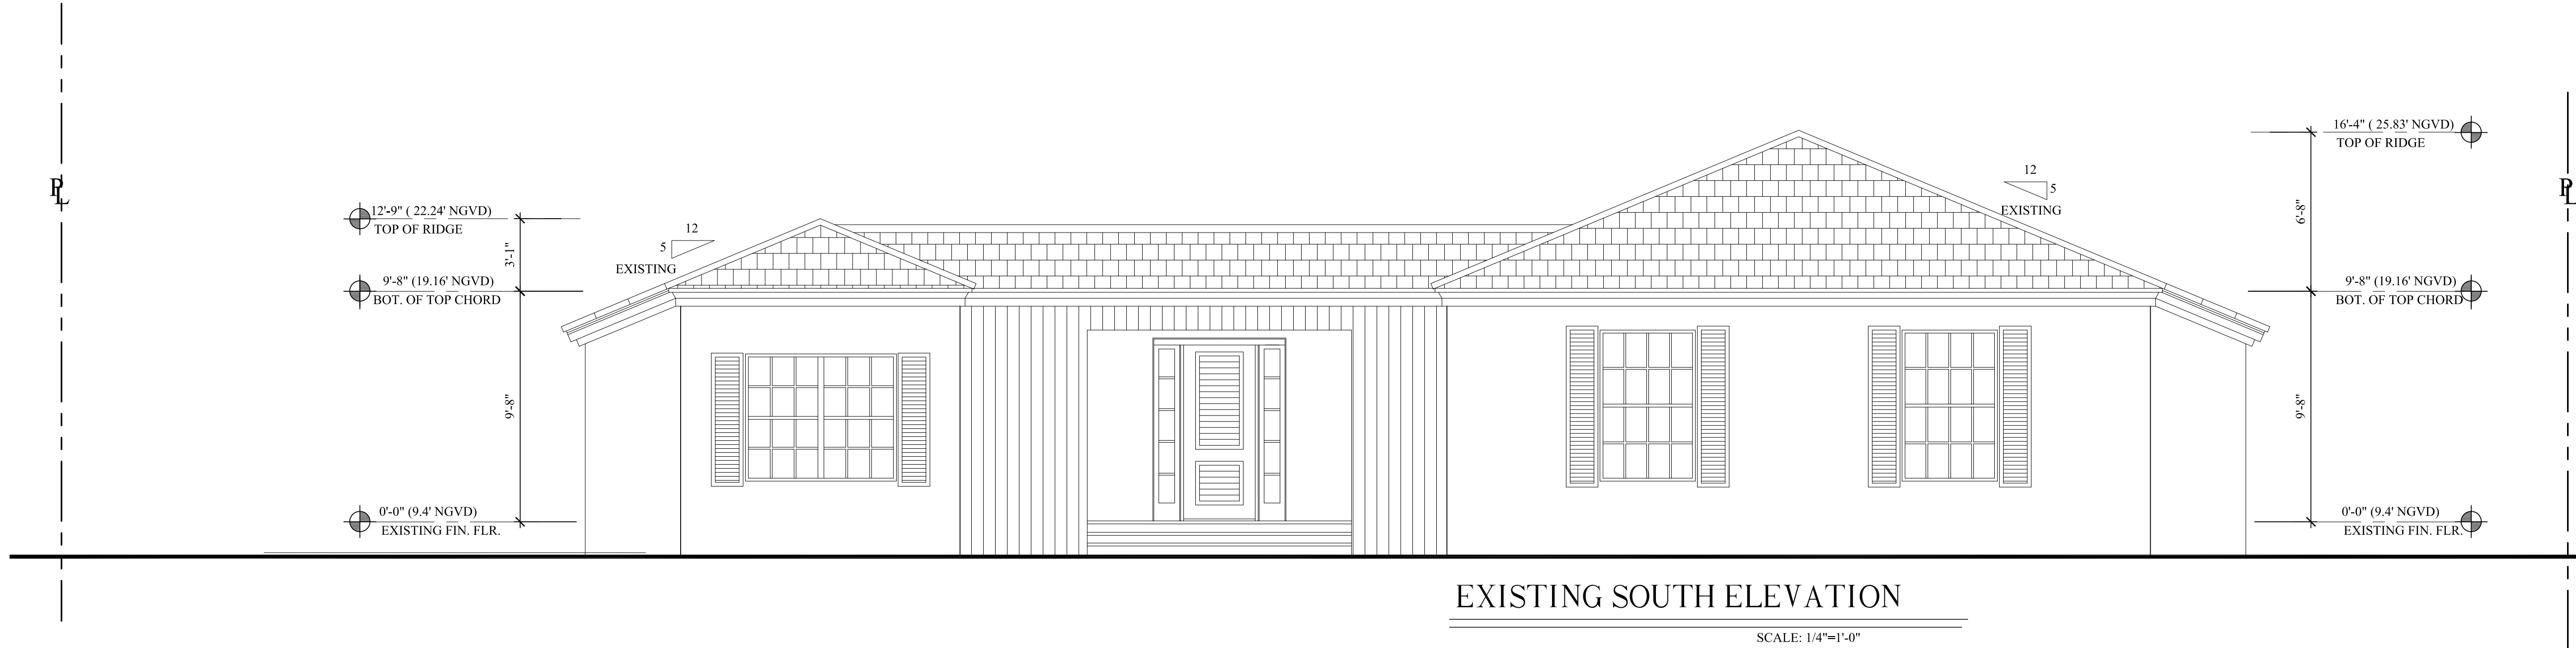 PL
PL
16'-4" ( 25.83' NGVD)
TOP OF RIDGE
12
5
EXISTING
6'-8"
12'-9" ( 22.24' NGVD)
TOP OF RIDGE
12
5
EXISTING
3'-1"
9'-8" (19.16' NGVD)
BOT. OF TOP CHORD
9'-8" (19.16' NGVD)
BOT. OF TOP CHORD
9'-8"
9'-8"
0'-0" (9.4' NGVD)
EXISTING FIN. FLR.
0'-0" (9.4' NGVD)
EXISTING FIN. FLR.
EXISTING SOUTH ELEVATION
SCALE: 1/4"=1'-0"